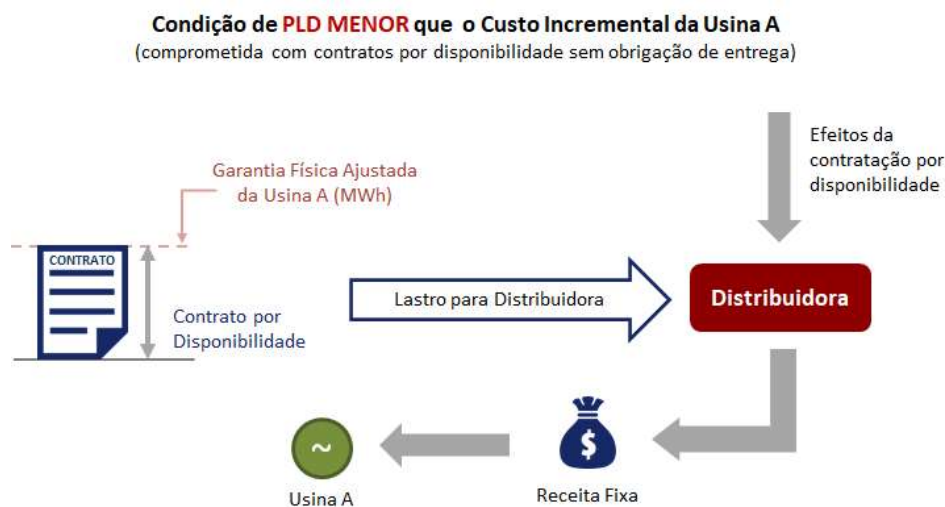 Condição de PLD MENOR que o Custo Incremental da Usina A
(comprometida com contratos por disponibilidade sem obrigação de entrega)
Efeitos da
contratação por
disponibilidade
Garantia Física Ajustada
da Usina A (MWh)
CONTRATO
Contrato por
Disponibilidade
Lastro para Distribuidora
Distribuidora
~
$
Usina A
Receita Fixa